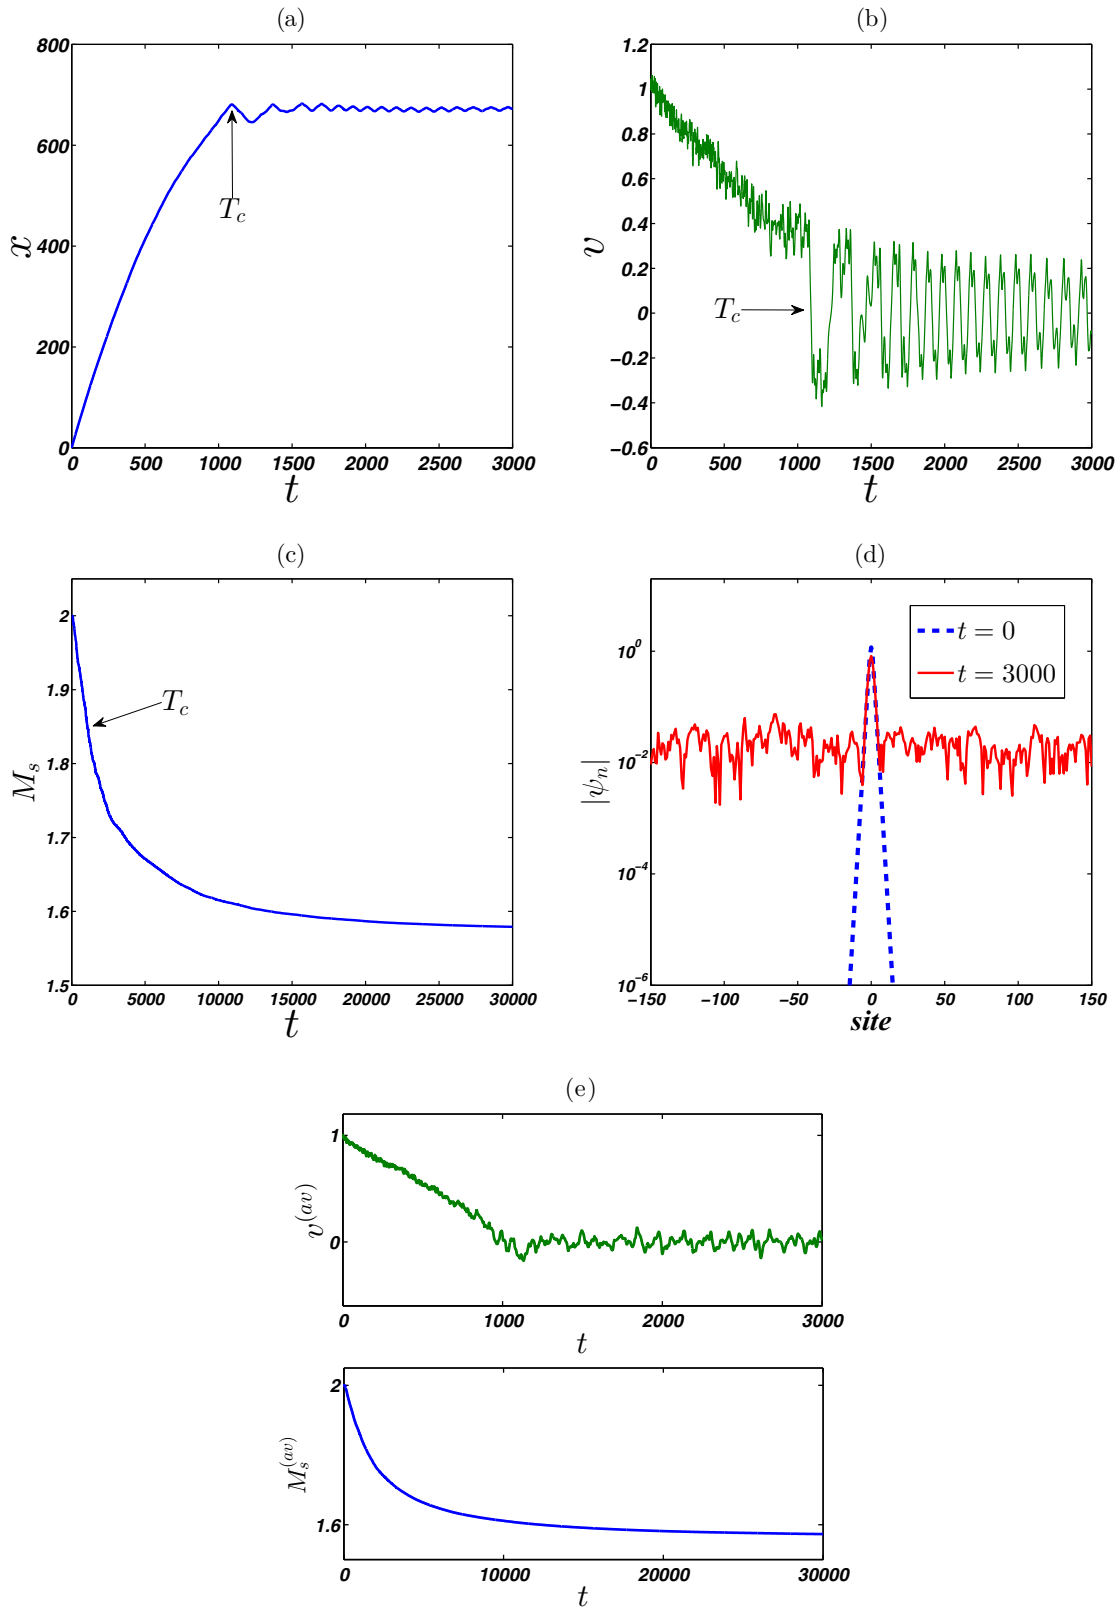 (a)
800
600
400
200
0
x
T_c
0 500 1000 1500 2000 2500 3000
t
(b)
1.2
1
0.8
0.6
0.4
0.2
0
−0.2
−0.4
−0.6
v
T_c
0 500 1000 1500 2000 2500 3000
t
(c)
2
1.9
1.8
1.7
1.6
1.5
M_s
T_c
0 5000 10000 15000 20000 25000 30000
t
(d)
10^0
10^−2
10^−4
10^−6
|ψ_n|
t = 0
t = 3000
−150 −100 −50 0 50 100 150
site
(e)
1
0
v^(av)
0 1000 2000 3000
t
2
1.6
M_s^(av)
0 10000 20000 30000
t